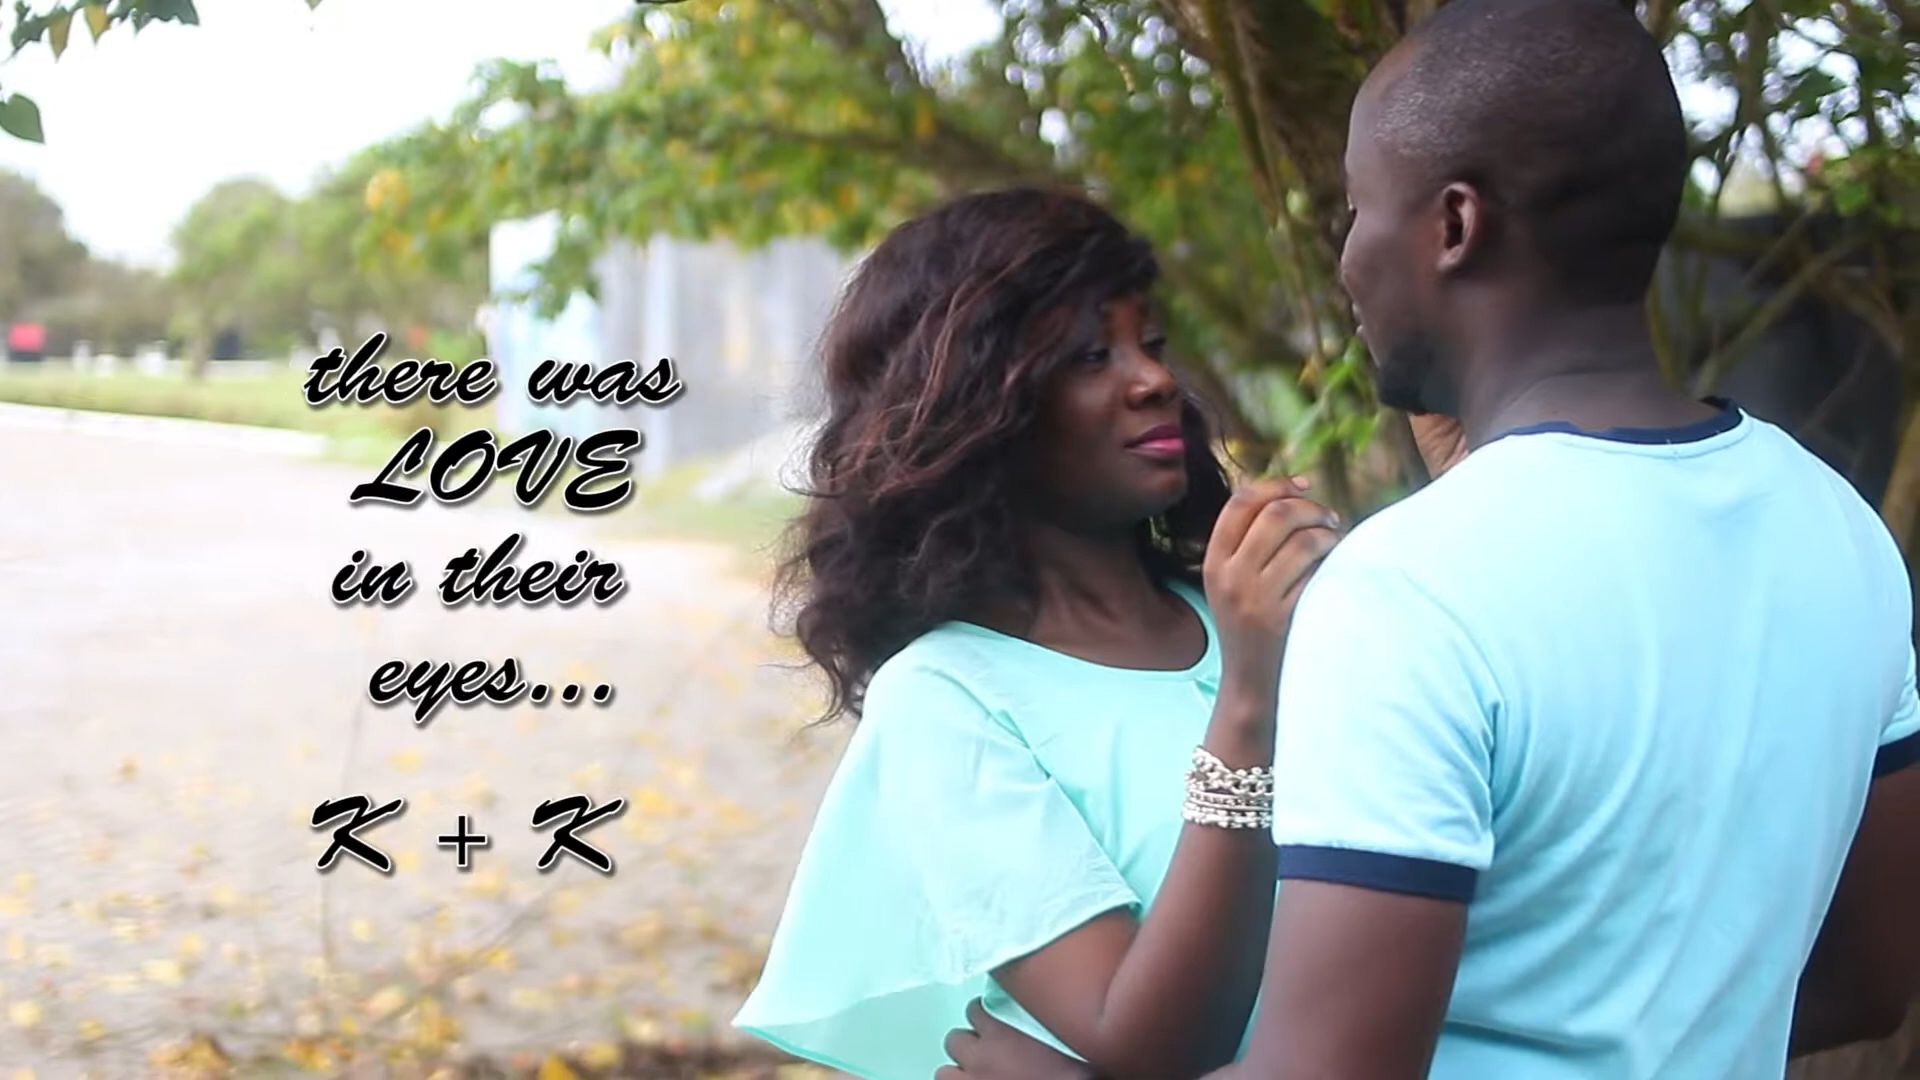 there was
LOVE
in their
eyes...
K + K